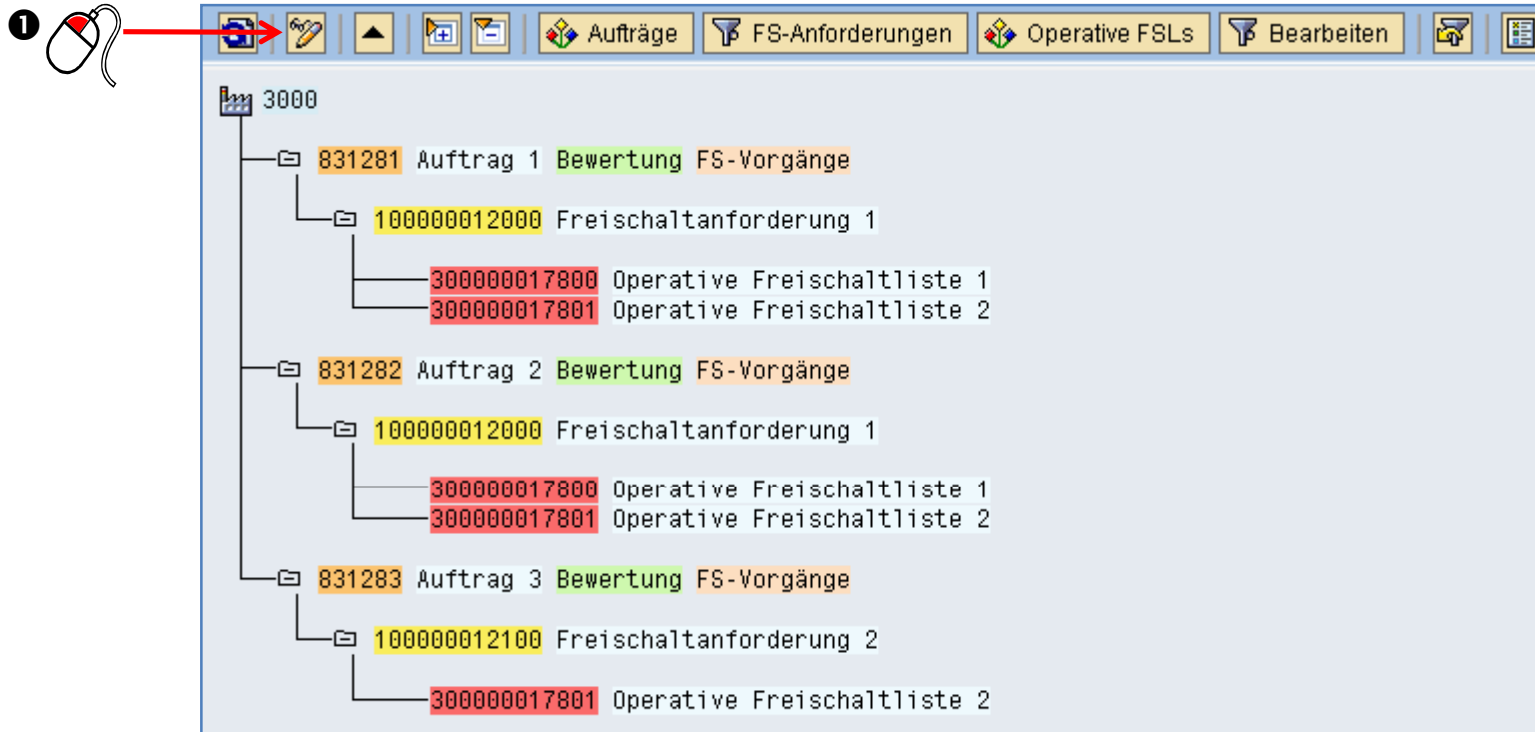 ❶
Aufträge FS-Anforderungen Operative FSLs Bearbeiten
3000
831281 Auftrag 1 Bewertung FS-Vorgänge
100000012000 Freischaltanforderung 1
300000017800 Operative Freischaltliste 1
300000017801 Operative Freischaltliste 2
831282 Auftrag 2 Bewertung FS-Vorgänge
100000012000 Freischaltanforderung 1
300000017800 Operative Freischaltliste 1
300000017801 Operative Freischaltliste 2
831283 Auftrag 3 Bewertung FS-Vorgänge
100000012100 Freischaltanforderung 2
300000017801 Operative Freischaltliste 2